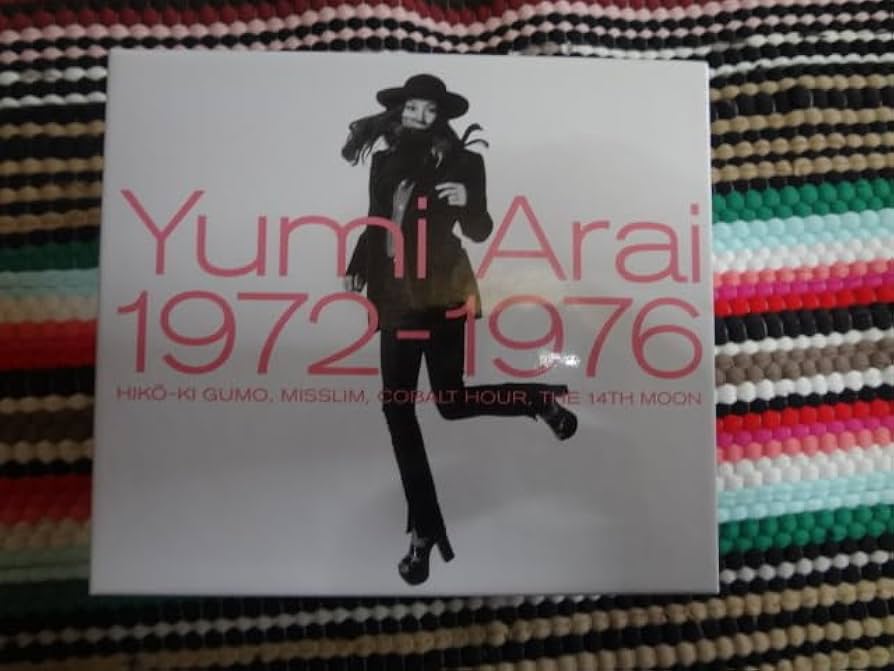 Yumi Arai
1972-1976
HIKŌ-KI GUMO, MISSLIM, COBALT HOUR, THE 14TH MOON